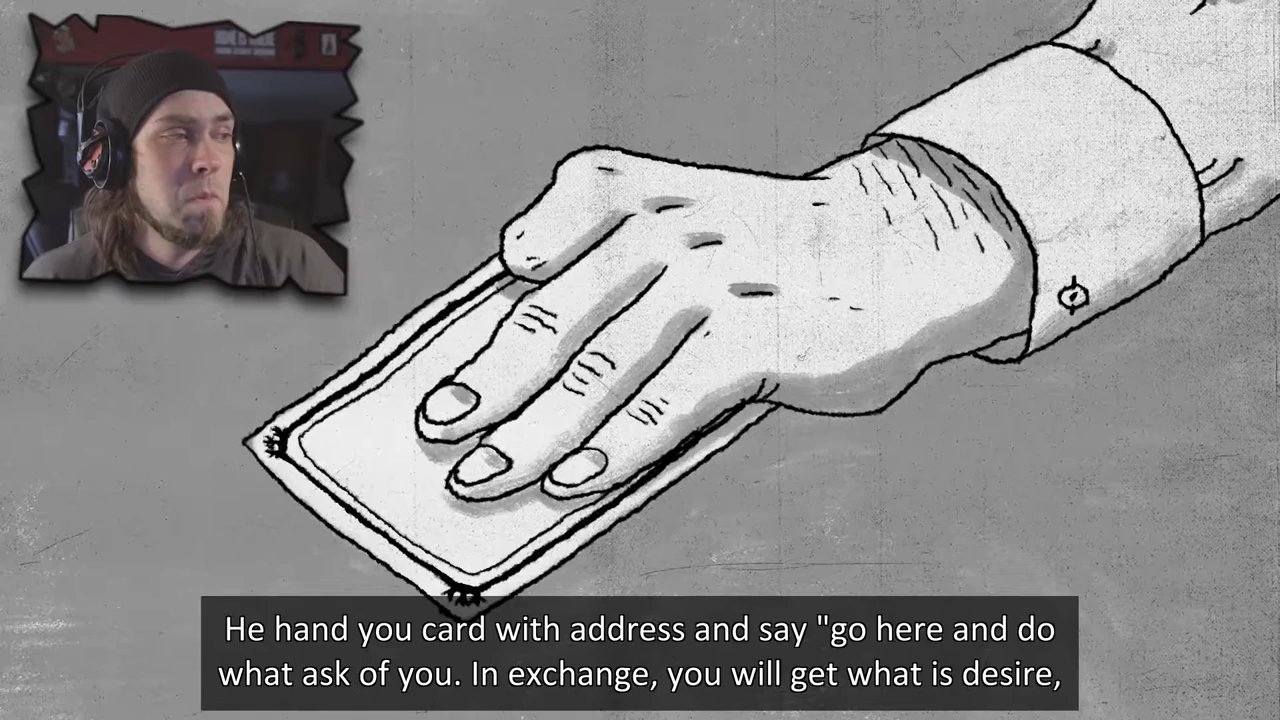 He hand you card with address and say "go here and do
what ask of you. In exchange, you will get what is desire,